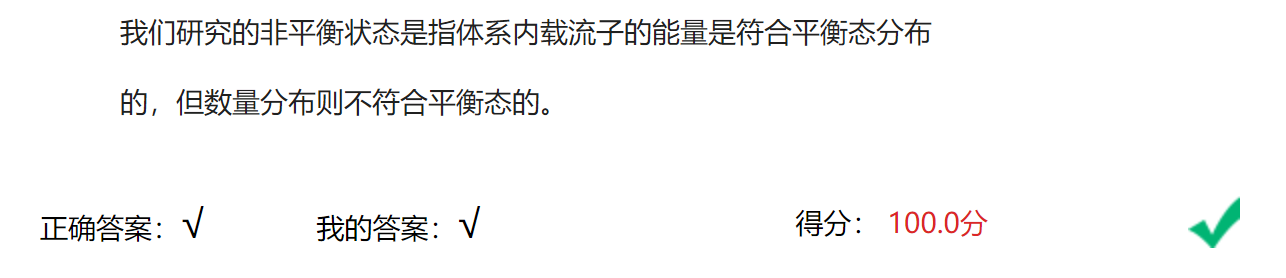 我们研究的非平衡状态是指体系内载流子的能量是符合平衡态分布
的，但数量分布则不符合平衡态的。
正确答案：√ 我的答案：√ 得分： 100.0分